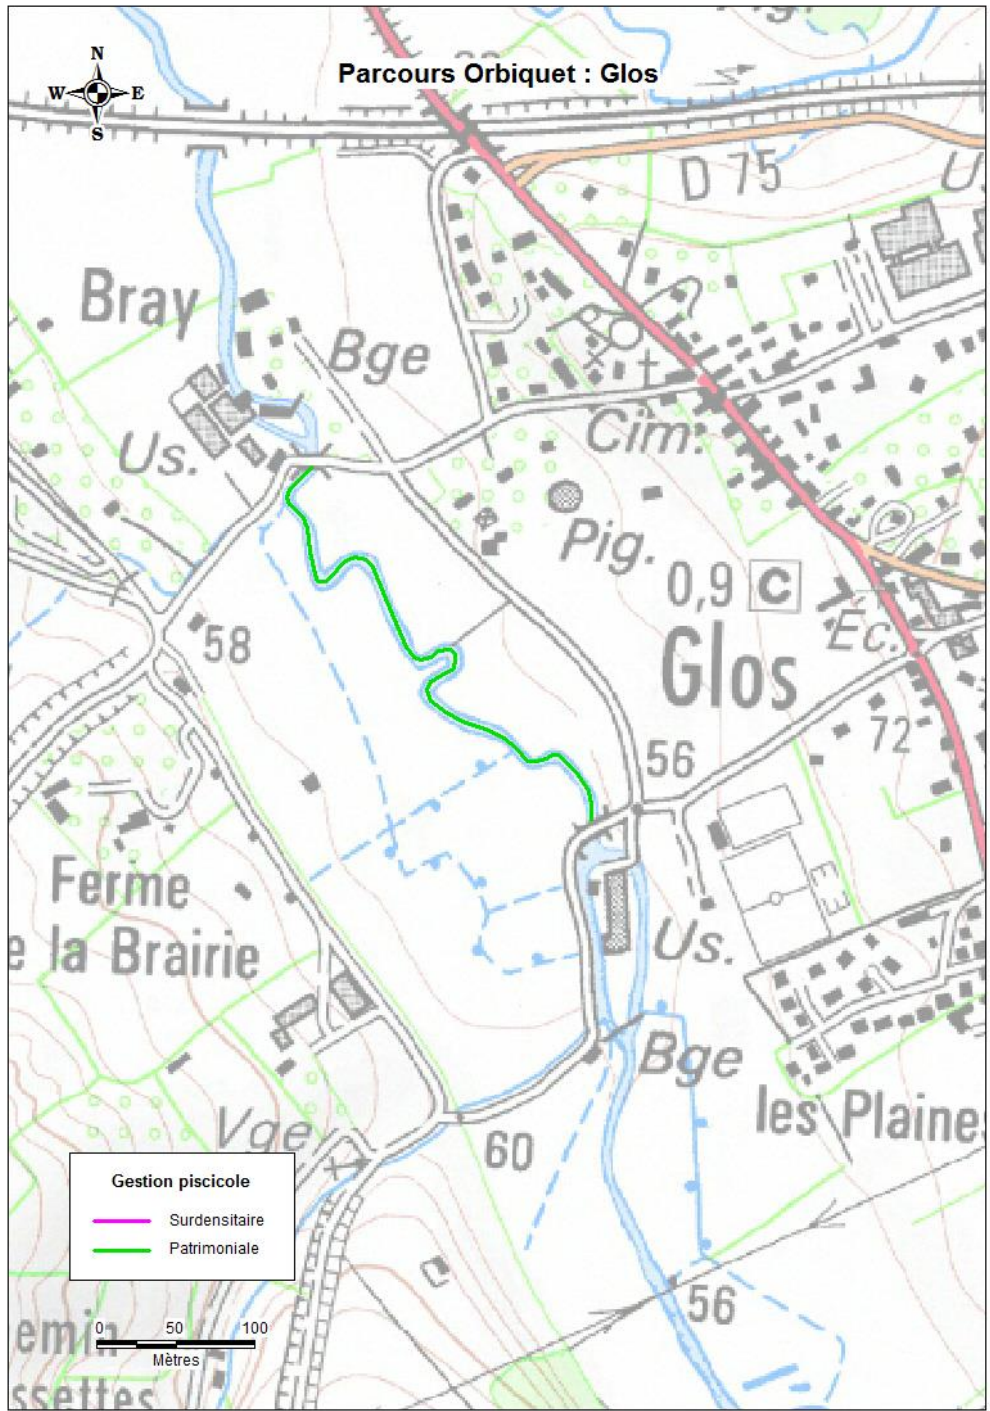 Parcours Orbiquet : Glos
N
W E
S
D 75
Bray
Bge
Us.
Cim.
Pig.
0,9 C
Glos
Éc.
58
72
56
Ferme
e la Brairie
Us.
Bge
les Plaines
Vge
60
Gestion piscicole
Surdensitaire
Patrimoniale
56
emin
ssettes
0 50 100
Mètres